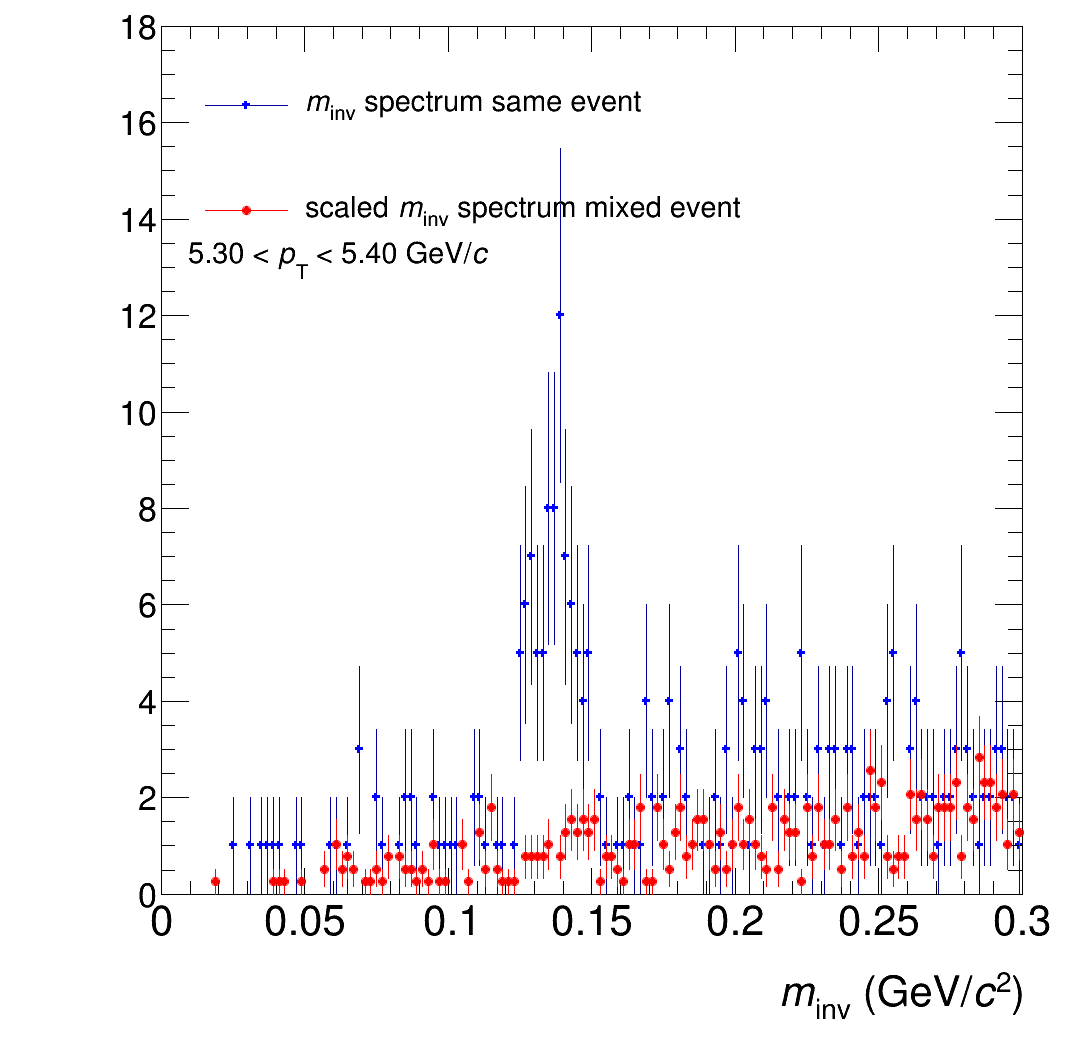 18
16
14
12
10
8
6
4
2
0
m_inv spectrum same event
scaled m_inv spectrum mixed event
5.30 < p_T < 5.40 GeV/c
0 0.05 0.1 0.15 0.2 0.25 0.3
m_inv (GeV/c²)